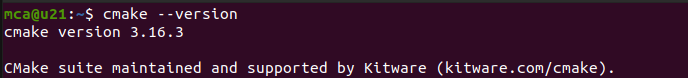 mca@u21:~$ cmake --version
cmake version 3.16.3
CMake suite maintained and supported by Kitware (kitware.com/cmake).